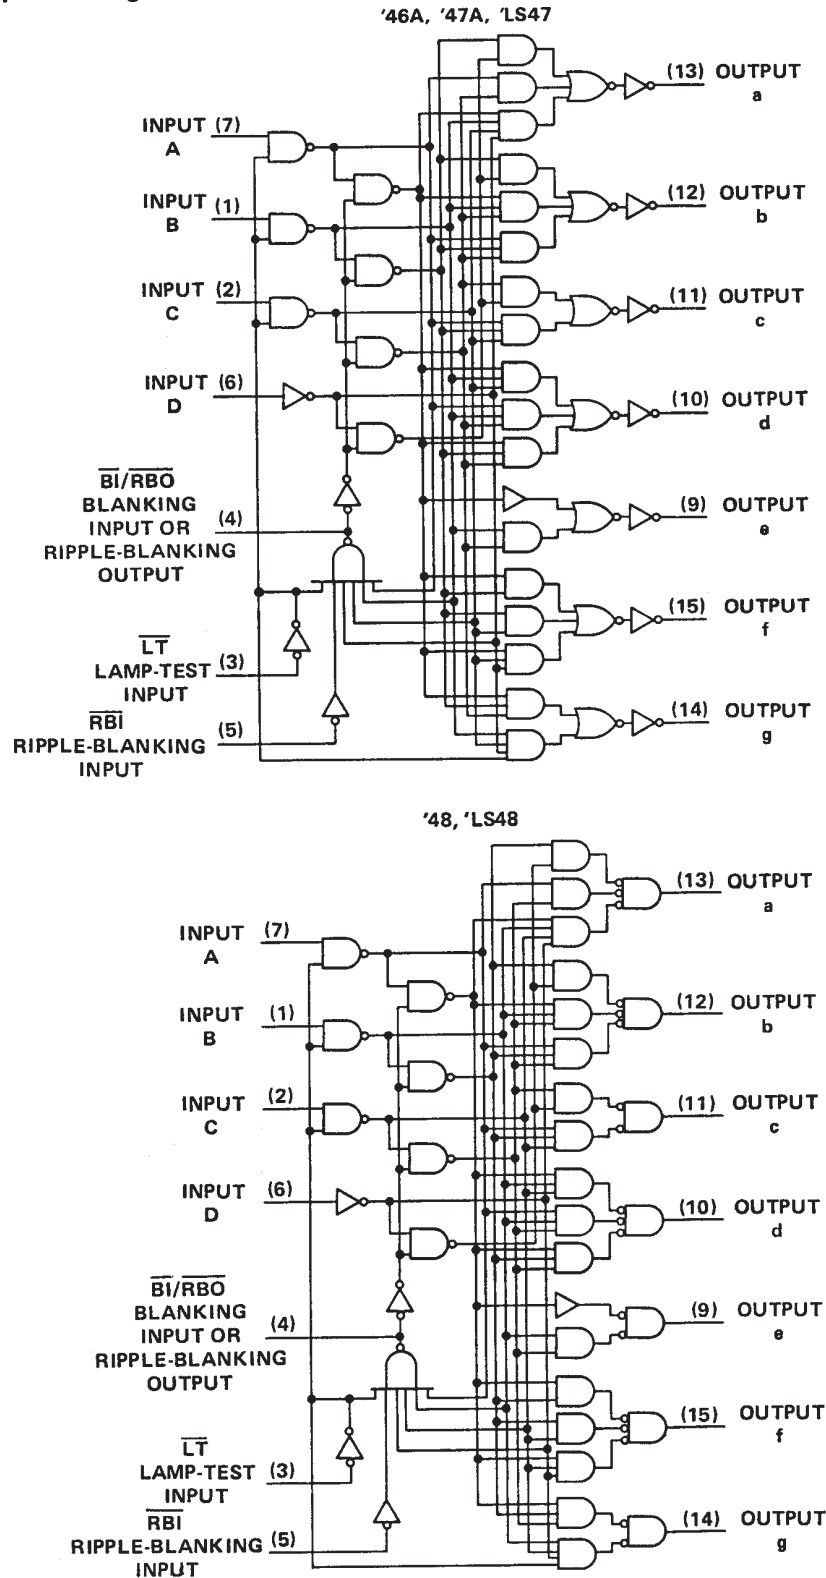 '46A, '47A, 'LS47
(13) OUTPUT
a
INPUT (7)
A
(12) OUTPUT
b
INPUT (1)
B
INPUT (2)
C
(11) OUTPUT
c
INPUT (6)
D
(10) OUTPUT
d
BI/RBO
BLANKING
INPUT OR (4)
RIPPLE-BLANKING
OUTPUT
(9) OUTPUT
e
(15) OUTPUT
f
LT
LAMP-TEST (3)
INPUT
RBI
RIPPLE-BLANKING (5)
INPUT
(14) OUTPUT
g
'48, 'LS48
(13) OUTPUT
a
INPUT (7)
A
(12) OUTPUT
b
INPUT (1)
B
INPUT (2)
C
(11) OUTPUT
c
INPUT (6)
D
(10) OUTPUT
d
BI/RBO
BLANKING
INPUT OR (4)
RIPPLE-BLANKING
OUTPUT
(9) OUTPUT
e
(15) OUTPUT
f
LT
LAMP-TEST (3)
INPUT
RBI
RIPPLE-BLANKING (5)
INPUT
(14) OUTPUT
g